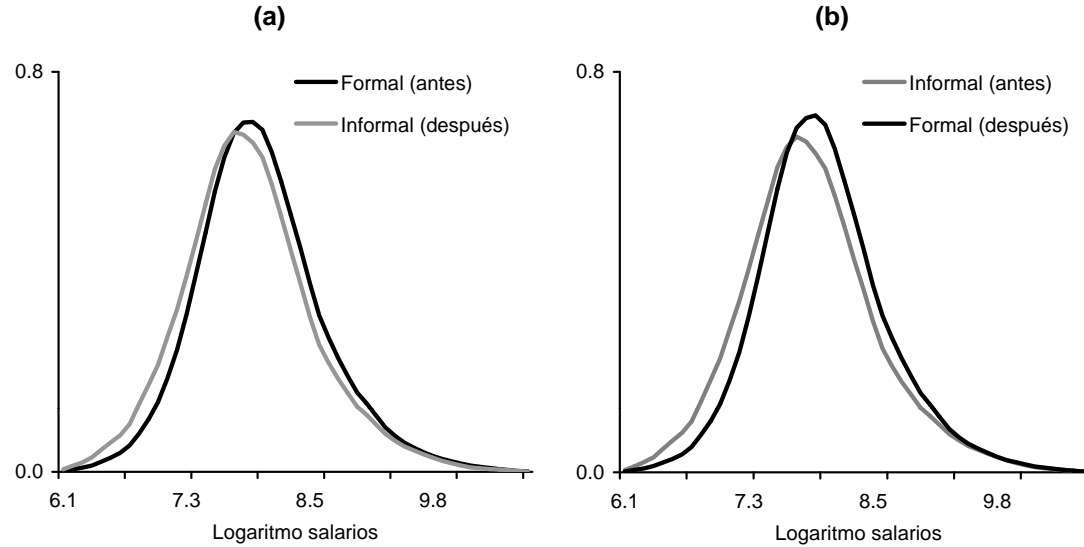 (a)
0.8
Formal (antes)
Informal (después)
0.0
6.1 7.3 8.5 9.8
Logaritmo salarios
(b)
0.8
Informal (antes)
Formal (después)
0.0
6.1 7.3 8.5 9.8
Logaritmo salarios